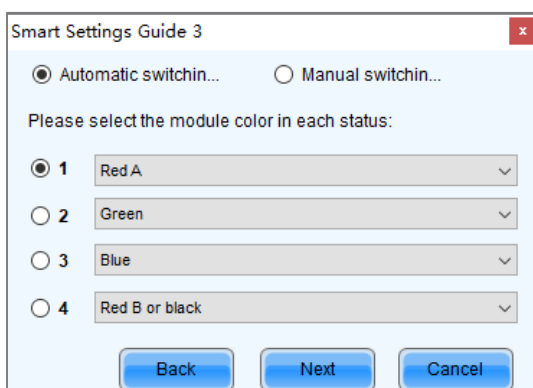 Smart Settings Guide 3
x
Automatic switchin... Manual switchin...
Please select the module color in each status:
1 Red A
2 Green
3 Blue
4 Red B or black
Back Next Cancel